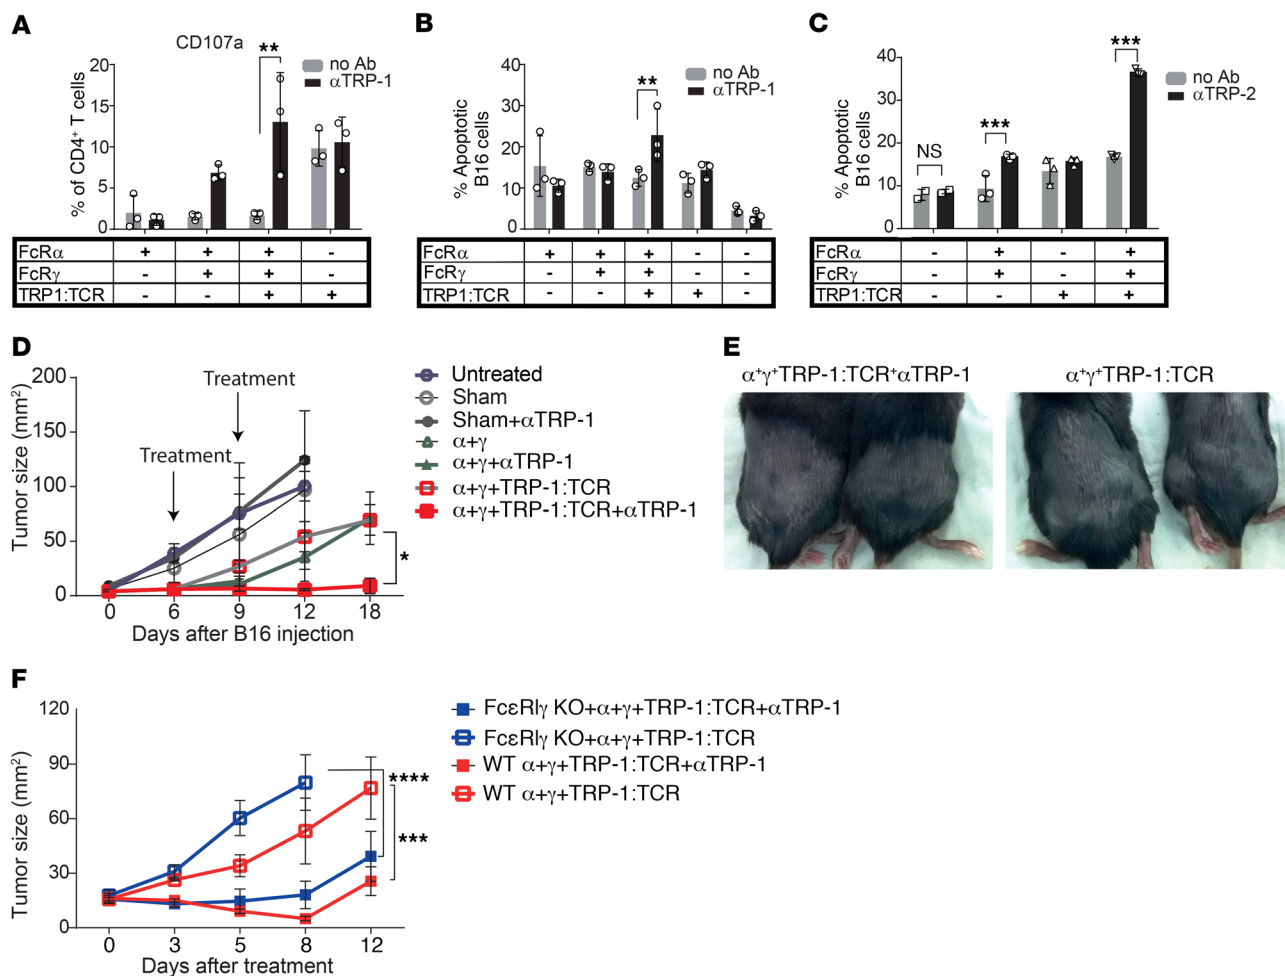 A
CD107a
**
no Ab
αTRP-1
% of CD4⁺ T cells
20
15
10
5
0
FcRα + + + -
FcRγ - + + -
TRP1:TCR - - + +
B
**
no Ab
αTRP-1
% Apoptotic
B16 cells
40
30
20
10
0
FcRα + + + - -
FcRγ - + + - -
TRP1:TCR - - + + -
C
***
***
NS
no Ab
αTRP-2
% Apoptotic
B16 cells
40
30
20
10
0
FcRα - + - +
FcRγ - + - +
TRP1:TCR - - + +
D
Tumor size (mm²)
200
150
100
50
0
Treatment
Treatment
*
0 6 9 12 18
Days after B16 injection
Untreated
Sham
Sham+αTRP-1
α+γ
α+γ+αTRP-1
α+γ+TRP-1:TCR
α+γ+TRP-1:TCR+αTRP-1
E
α⁺γ⁺TRP-1:TCR⁺αTRP-1
α⁺γ⁺TRP-1:TCR
F
Tumor size (mm²)
120
90
60
30
0
****
***
0 3 5 8 12
Days after treatment
FcεRIγ KO+α+γ+TRP-1:TCR+αTRP-1
FcεRIγ KO+α+γ+TRP-1:TCR
WT α+γ+TRP-1:TCR+αTRP-1
WT α+γ+TRP-1:TCR